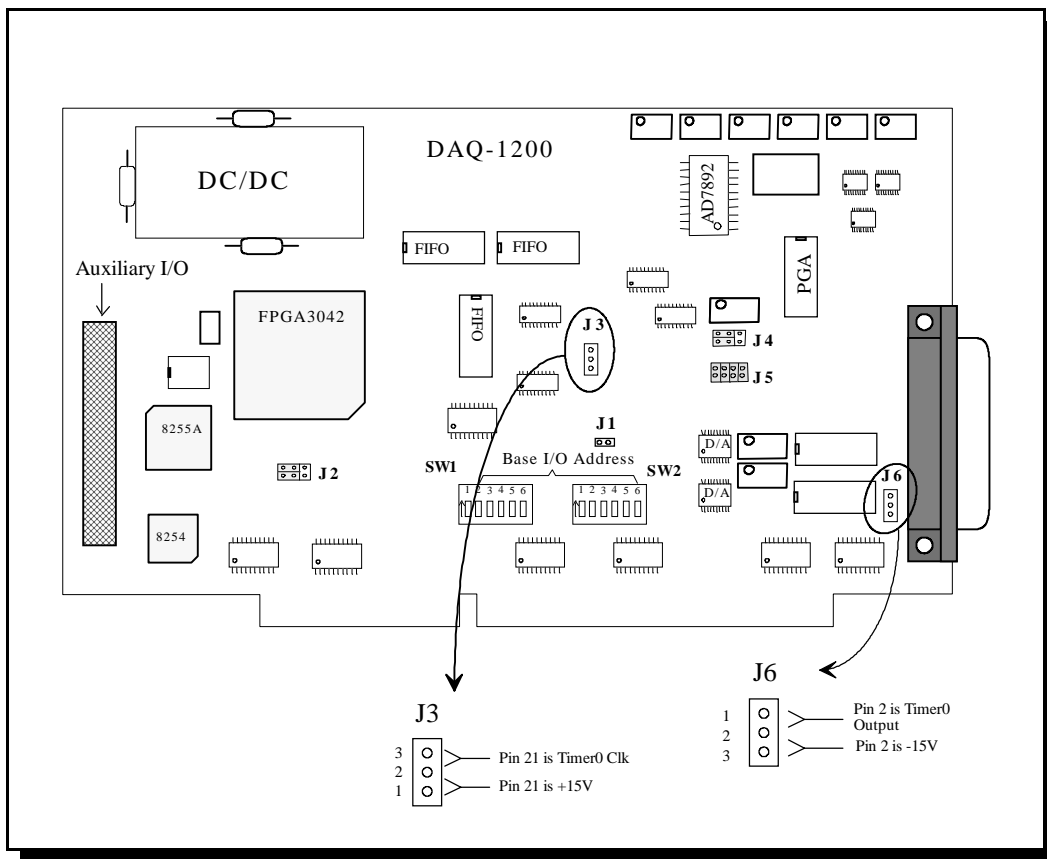 DAQ-1200
DC/DC
AD7892
FIFO
FIFO
Auxiliary I/O
PGA
FPGA3042
FIFO
J3
J4
J5
8255A
J1
D/A
Base I/O Address
SW1
SW2
J2
J6
1 2 3 4 5 6
1 2 3 4 5 6
D/A
8254
J6
J3
1
Pin 2 is Timer0
Output
2
3
Pin 2 is -15V
3
Pin 21 is Timer0 Clk
2
1
Pin 21 is +15V